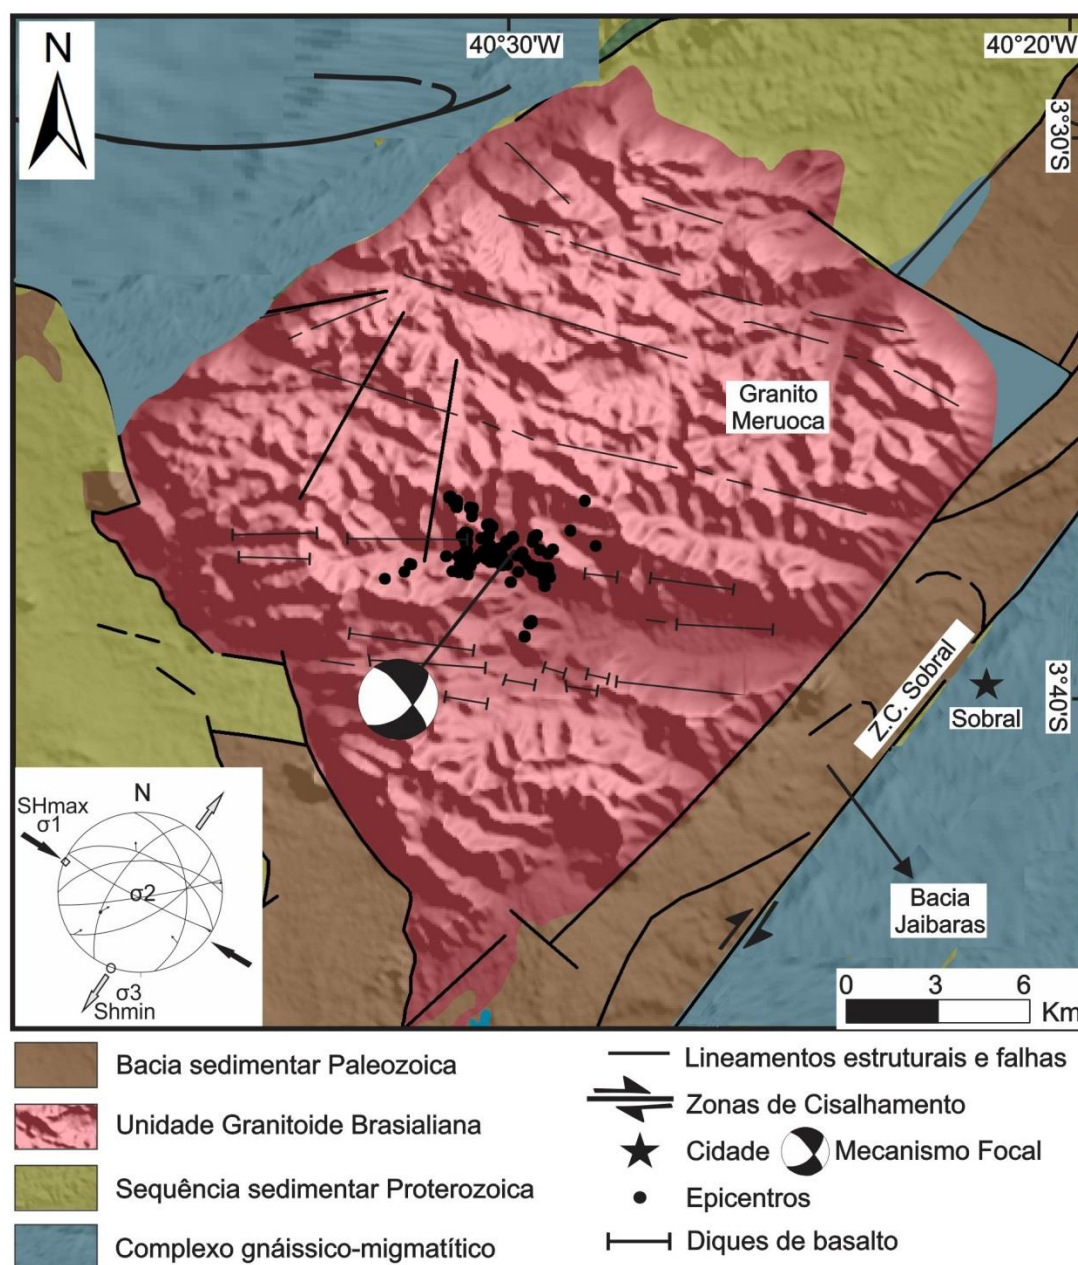 N
40°30'W
40°20'W
3°30'S
Granito
Meruoca
Z.C. Sobral
3°40'S
Sobral
Bacia
Jaibaras
N
SHmax
σ1
σ2
σ3
Shmin
0 3 6
Km
Bacia sedimentar Paleozoica
Unidade Granitoide Brasialiana
Sequência sedimentar Proterozoica
Complexo gnáissico-migmatítico
Lineamentos estruturais e falhas
Zonas de Cisalhamento
Cidade Mecanismo Focal
Epicentros
Diques de basalto